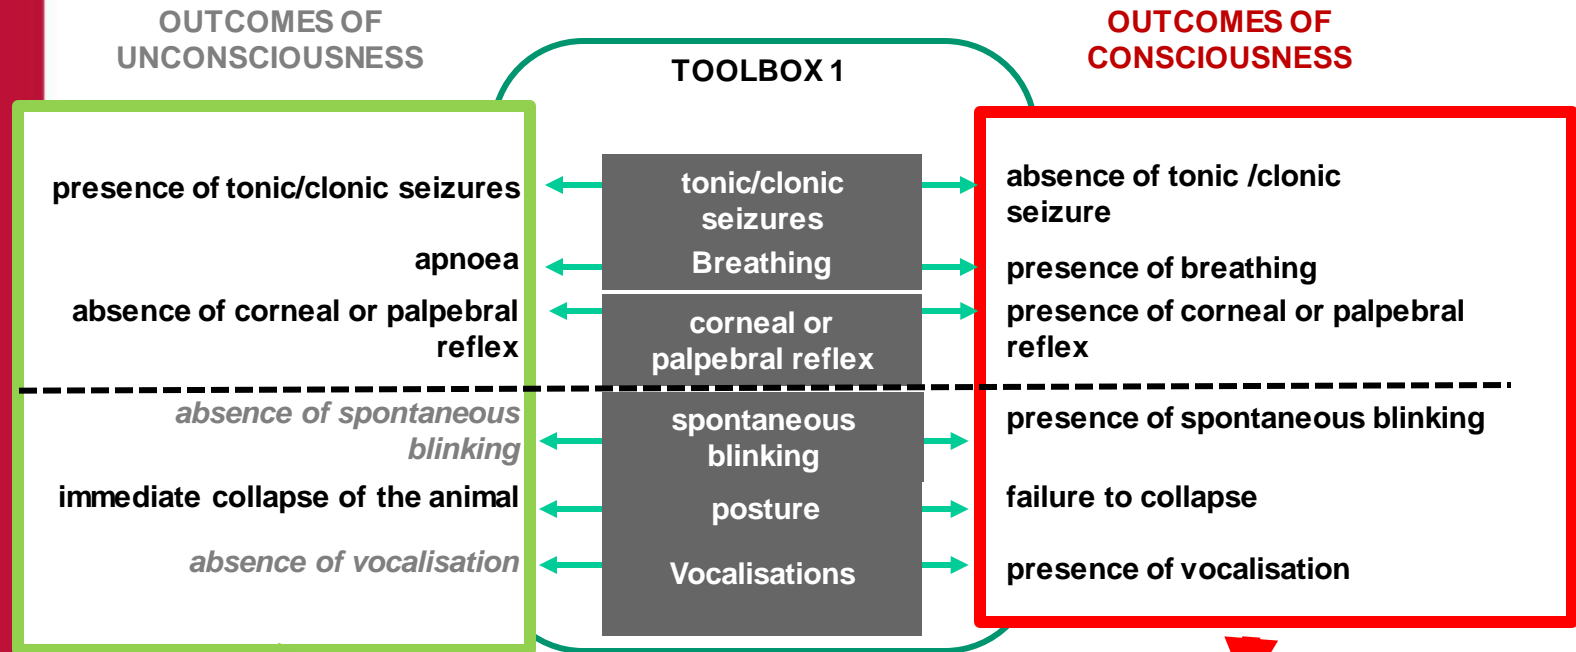 OUTCOMES OF
UNCONSCIOUSNESS
TOOLBOX 1
OUTCOMES OF
CONSCIOUSNESS
presence of tonic/clonic seizures
tonic/clonic
seizures
absence of tonic /clonic
seizure
apnoea
Breathing
presence of breathing
absence of corneal or palpebral
reflex
corneal or
palpebral reflex
presence of corneal or palpebral
reflex
absence of spontaneous
blinking
spontaneous
blinking
presence of spontaneous blinking
immediate collapse of the animal
posture
failure to collapse
absence of vocalisation
Vocalisations
presence of vocalisation